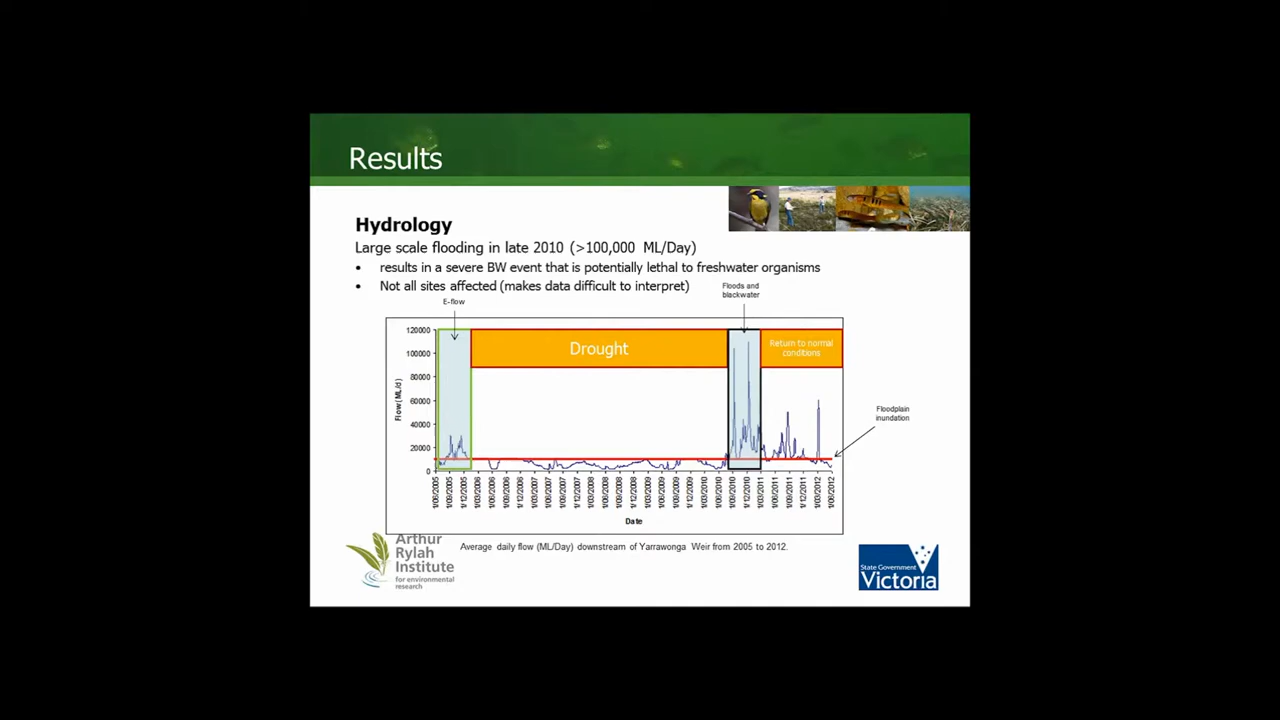 Results
Hydrology
Large scale flooding in late 2010 (>100,000 ML/Day)
• results in a severe BW event that is potentially lethal to freshwater organisms
• Not all sites affected (makes data difficult to interpret)
E-flow
Floods and
blackwater
120000
100000
80000
60000
40000
20000
0
Flow (ML/d)
Drought
Return to normal
conditions
Floodplain
inundation
Date
Average daily flow (ML/Day) downstream of Yarrawonga Weir from 2005 to 2012.
Arthur
Rylah
Institute
for environmental
research
State Government
Victoria